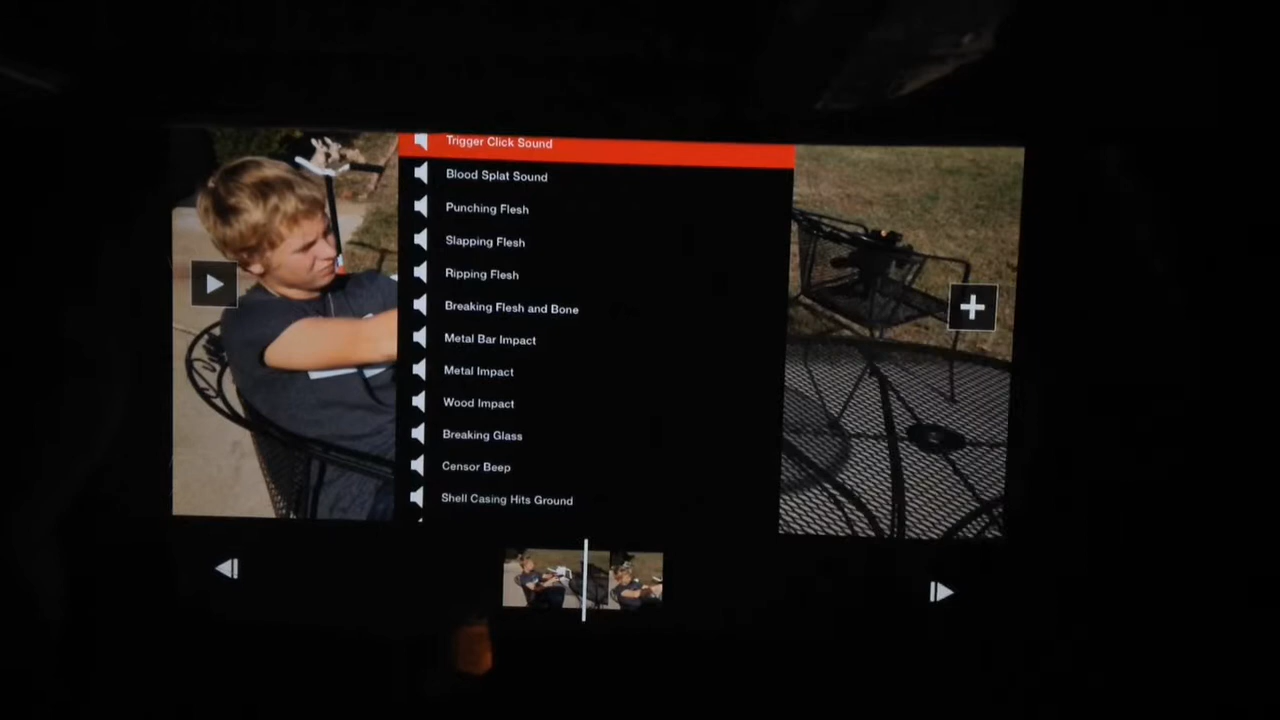 Trigger Click Sound
Blood Splat Sound
Punching Flesh
Slapping Flesh
Ripping Flesh
Breaking Flesh and Bone
Metal Bar Impact
Metal Impact
Wood Impact
Breaking Glass
Censor Beep
Shell Casing Hits Ground